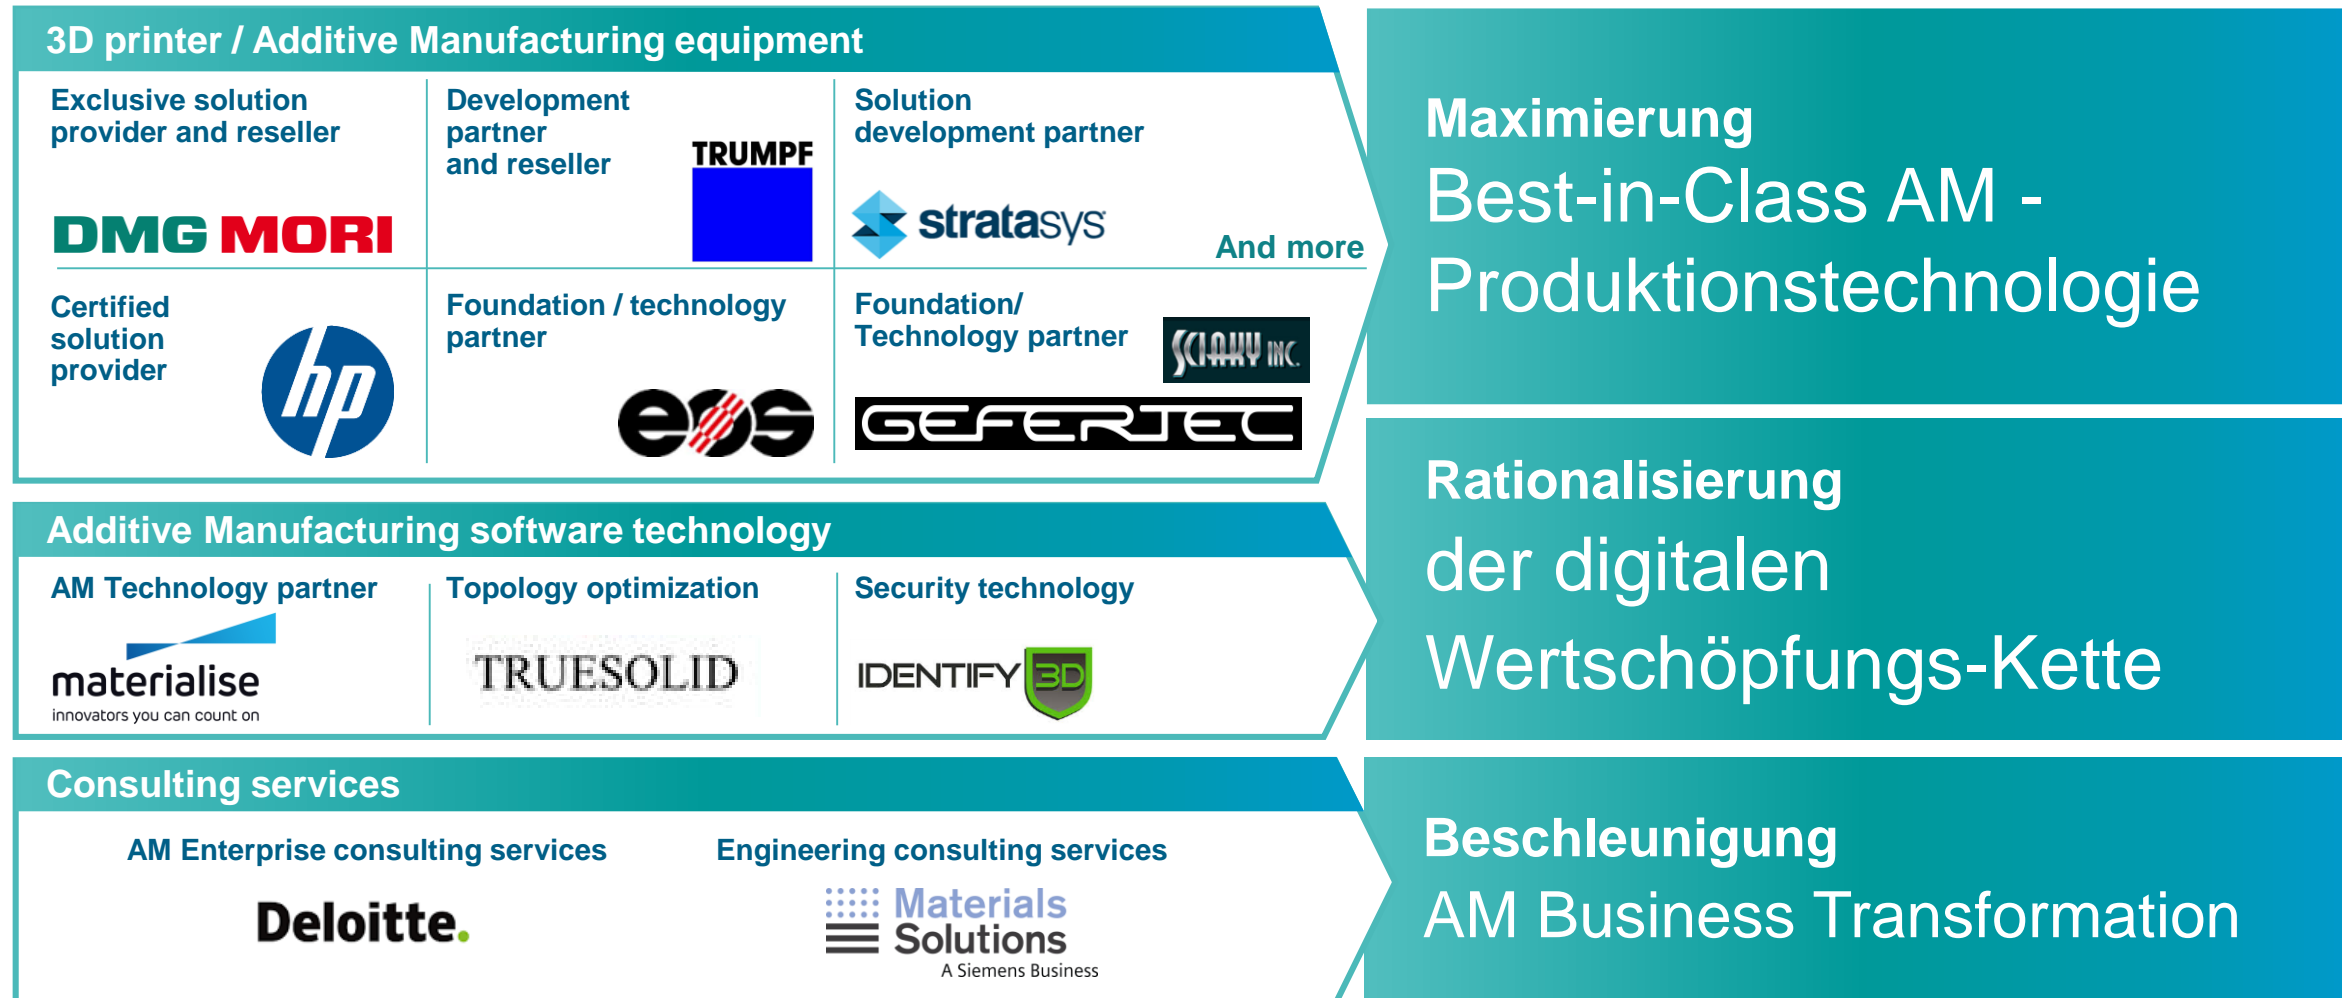 3D printer / Additive Manufacturing equipment
Exclusive solution
provider and reseller
DMG MORI
Development
partner
and reseller
TRUMPF
Solution
development partner
stratasys
And more
Certified
solution
provider
hp
Foundation / technology
partner
eos
Foundation/
Technology partner
SCIAKY INC.
GEFERTEC
Maximierung
Best-in-Class AM -
Produktionstechnologie
Additive Manufacturing software technology
AM Technology partner
materialise
innovators you can count on
Topology optimization
TRUESOLID
Security technology
IDENTIFY 3D
Rationalisierung
der digitalen
Wertschöpfungs-Kette
Consulting services
AM Enterprise consulting services
Deloitte.
Engineering consulting services
Materials
Solutions
A Siemens Business
Beschleunigung
AM Business Transformation